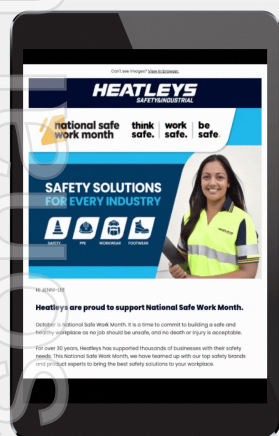 Can't see images? View in browser.
HEATLEYS
SAFETY&INDUSTRIAL
national safe work month
think safe. work safe. be safe.
SAFETY SOLUTIONS
FOR EVERY INDUSTRY
SAFETY PPE WORKWEAR FOOTWEAR
HEATLEYS
Hi JENNI-LEE
Heatleys are proud to support National Safe Work Month.
October is National Safe Work Month. It is a time to commit to building a safe and
healthy workplace as no job should be unsafe, and no death or injury is acceptable.
For over 30 years, Heatleys has supported thousands of businesses with their safety
needs. This National Safe Work Month, we have teamed up with our top safety brands
and product experts to bring the best safety solutions to your workplace.